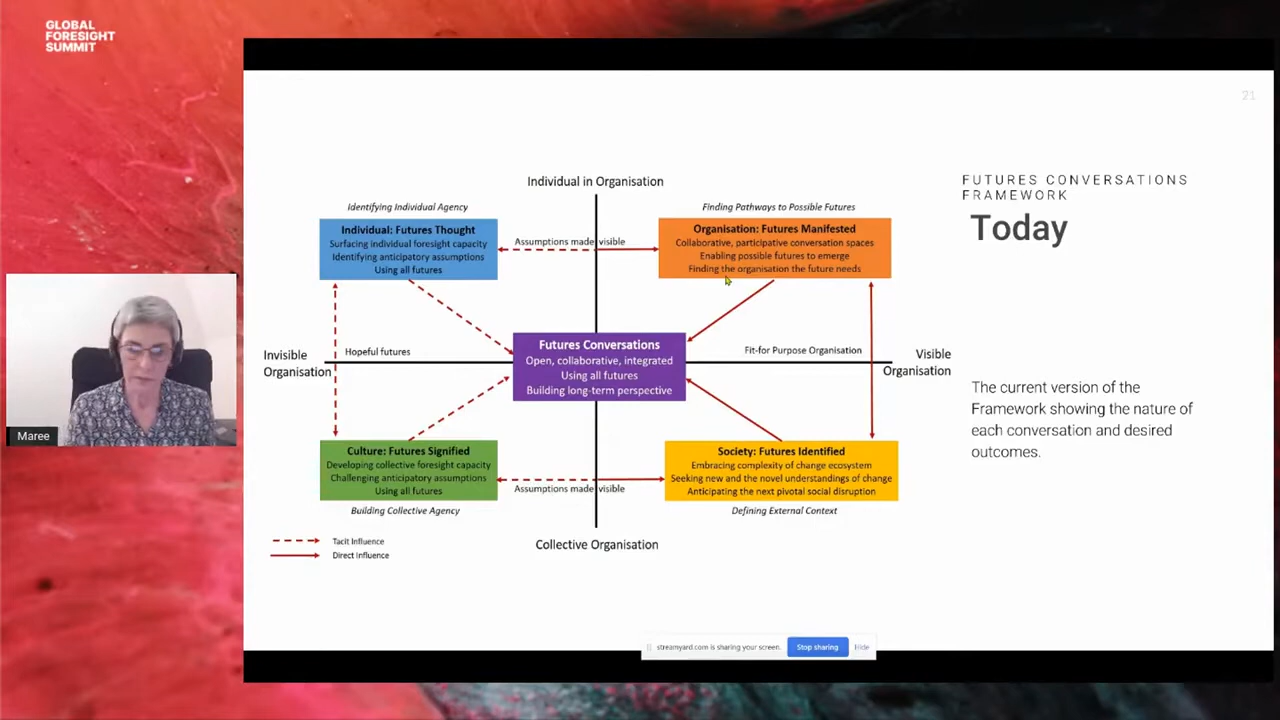 GLOBAL
FORESIGHT
SUMMIT
21
FUTURES CONVERSATIONS
FRAMEWORK
Today
Individual in Organisation
Identifying Individual Agency
Finding Pathways to Possible Futures
Individual: Futures Thought
Surfacing individual foresight capacity
Identifying anticipatory assumptions
Using all futures
Assumptions made visible
Organisation: Futures Manifested
Collaborative, participative conversation spaces
Enabling possible futures to emerge
Finding the organisation the future needs
Futures Conversations
Open, collaborative, integrated
Using all futures
Building long-term perspective
Invisible
Organisation
Hopeful futures
Fit-for Purpose Organisation
Visible
Organisation
The current version of the
Framework showing the nature of
each conversation and desired
outcomes.
Maree
Culture: Futures Signified
Developing collective foresight capacity
Challenging anticipatory assumptions
Using all futures
Assumptions made visible
Society: Futures Identified
Embracing complexity of change ecosystem
Seeking new and the novel understandings of change
Anticipating the next pivotal social disruption
Building Collective Agency
Defining External Context
Collective Organisation
Tacit Influence
Direct Influence
streamyard.com is sharing your screen.
Stop sharing
Hide